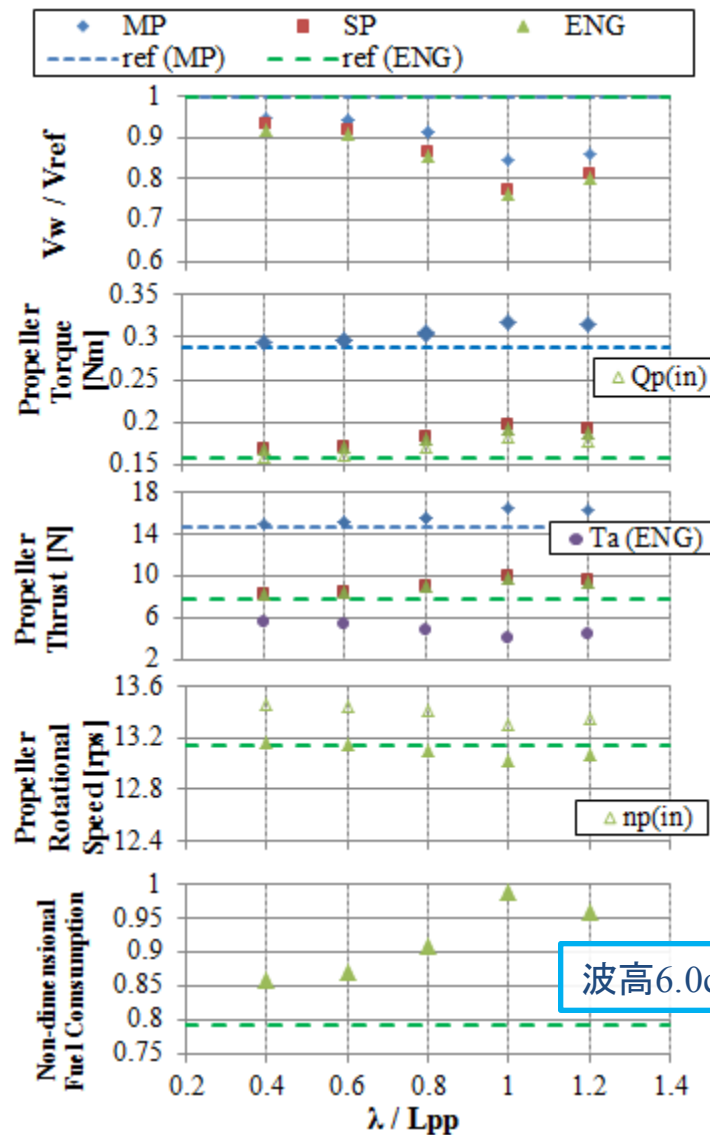 MP SP ENG
ref (MP) ref (ENG)
Vw / Vref
1
0.9
0.8
0.7
0.6
Propeller
Torque
[Nm]
0.35
0.3
0.25
0.2
0.15
Qp(in)
Propeller
Thrust [N]
18
14
10
6
2
Ta (ENG)
Propeller
Rotational
Speed [rps]
13.6
13.2
12.8
12.4
np(in)
Non-dimensional
Fuel Consumption
1
0.95
0.9
0.85
0.8
0.75
波高6.0c
0.2 0.4 0.6 0.8 1 1.2 1.4
λ / Lpp